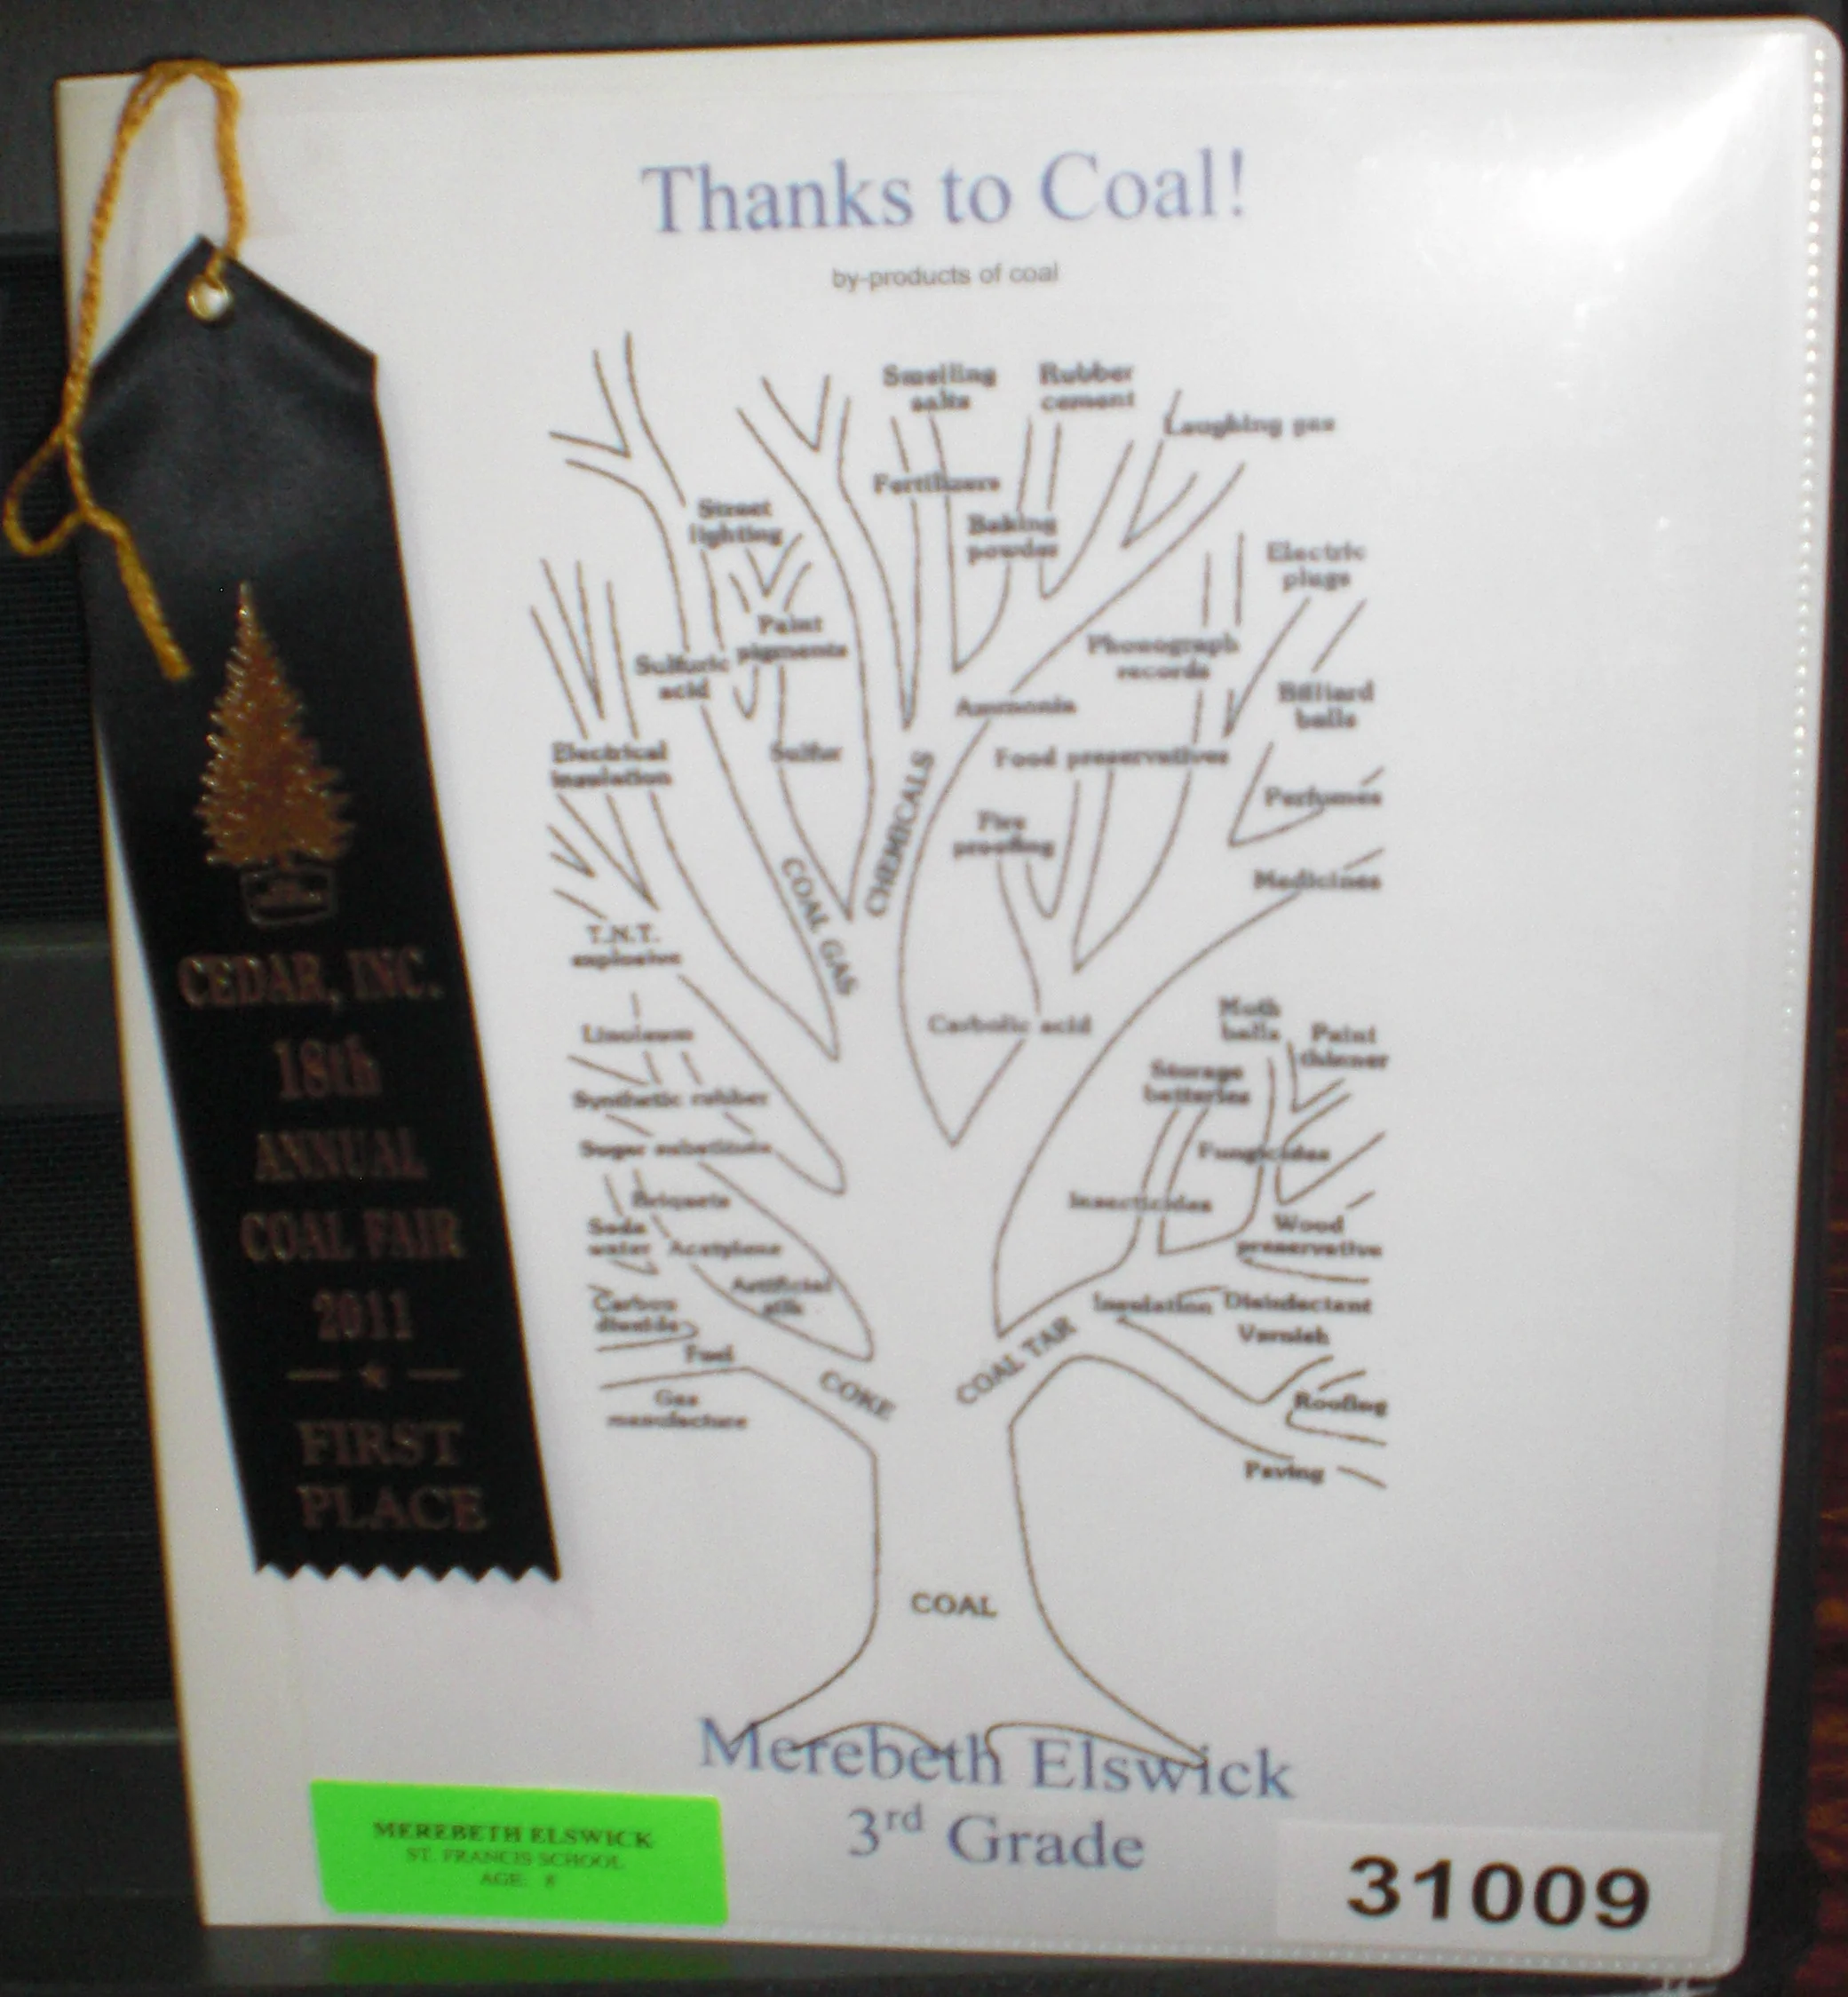 Thanks to Coal!
by-products of coal
Smelling
salts
Rubber
cement
Laughing gas
Fertilizers
Street
lighting
Baking
powder
Electric
plugs
Paint
pigments
Sulfuric
acid
Phonograph
records
Billiard
balls
Ammonia
Electrical
insulation
Sulfur
Food preservatives
CHEMICALS
Perfumes
Fire
proofing
COAL GAS
Medicines
T.N.T.
explosive
Carbolic acid
Linoleum
Moth
balls
Paint
thinner
Storage
batteries
Synthetic rubber
Sugar substitute
Fungicides
Briquets
Insecticides
Soda
water
Acetylene
Wood
preservative
Artificial
silk
Carbon
dioxide
Insulation
Disinfectant
Varnish
Fuel
COKE
COAL TAR
Gas
manufacture
Roofing
Paving
COAL
CEDAR, INC.
18th
ANNUAL
COAL FAIR
2011
FIRST
PLACE
Merebeth Elswick
3rd Grade
MEREBETH ELSWICK
ST. FRANCIS SCHOOL
AGE: 8
31009